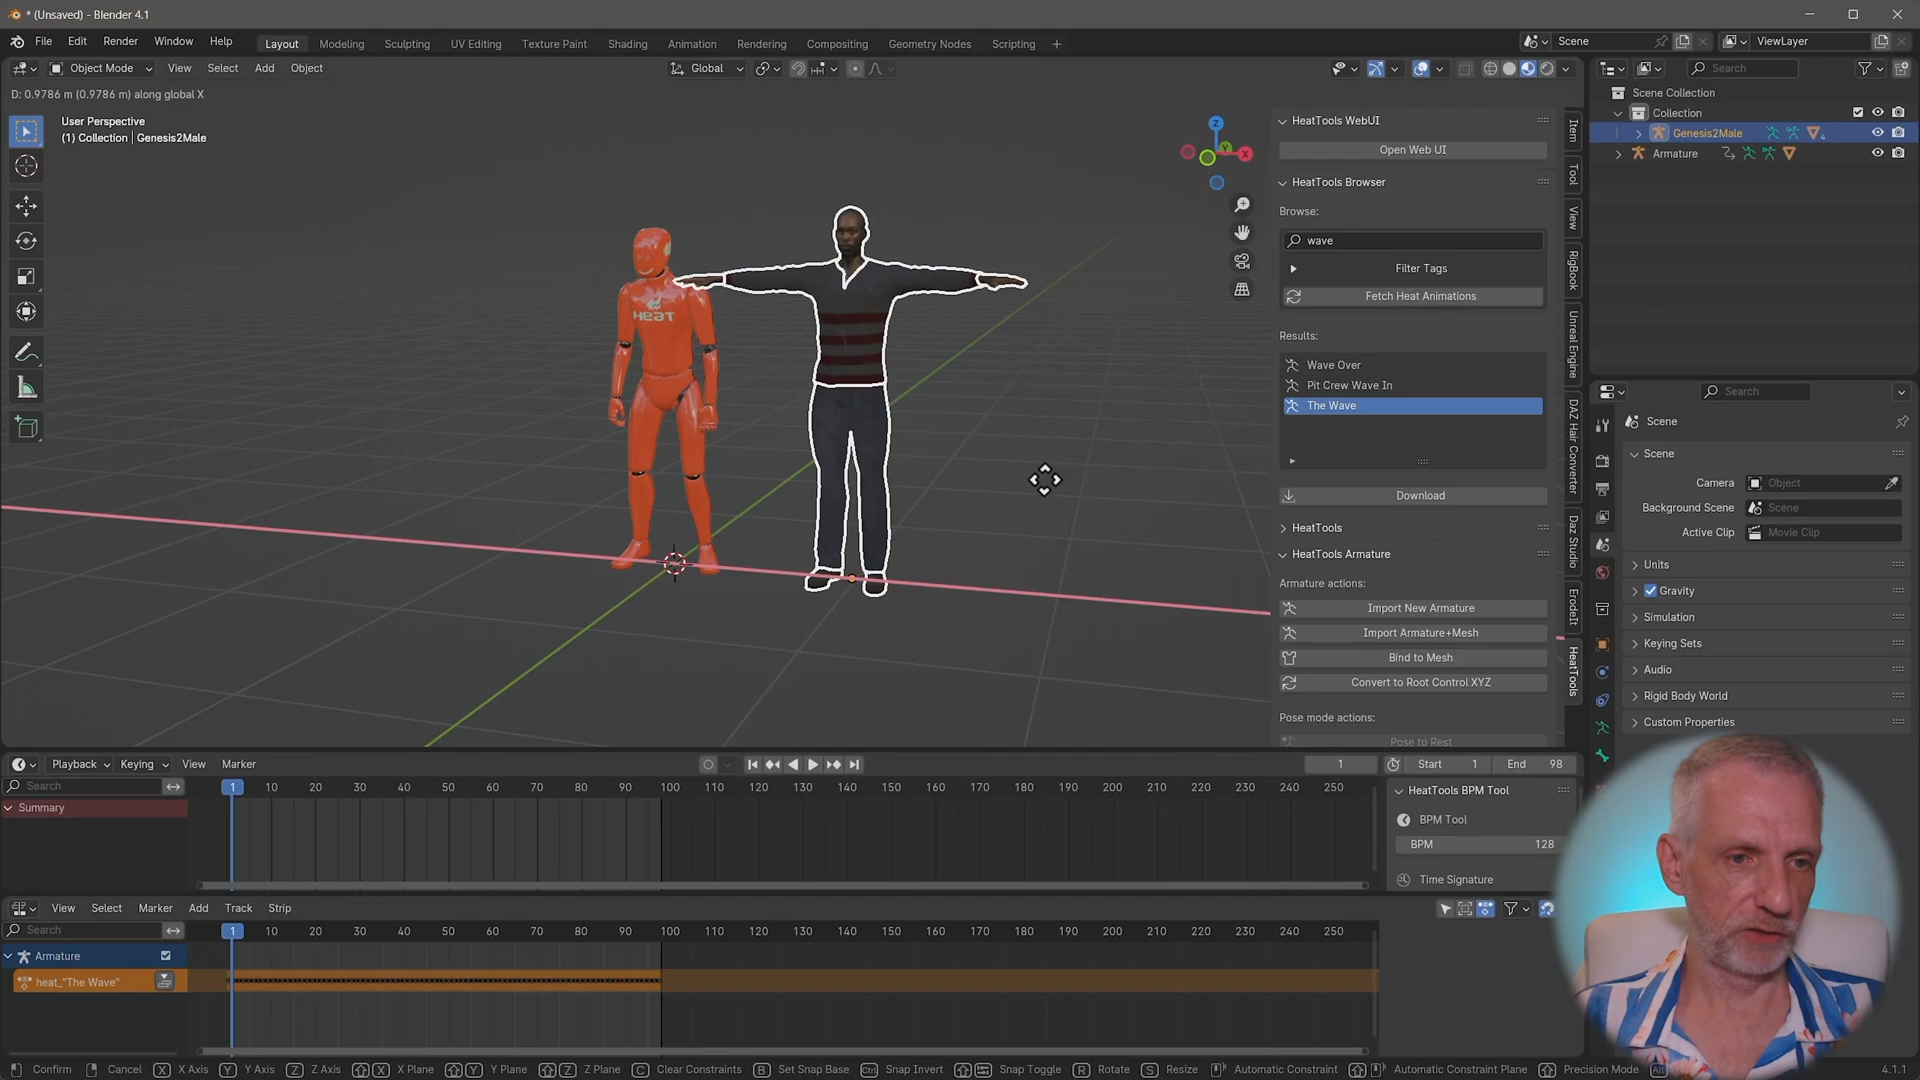 * (Unsaved) - Blender 4.1
File Edit Render Window Help Layout Modeling Sculpting UV Editing Texture Paint Shading Animation Rendering Compositing Geometry Nodes Scripting Scene ViewLayer
Object Mode View Select Add Object Global Search
D: 0.9786 m (0.9786 m) along global X
User Perspective
(1) Collection | Genesis2Male
Z
Y
X
HEAT
HeatTools WebUI
Open Web UI
HeatTools Browser
Browse:
wave
Filter Tags
Fetch Heat Animations
Results:
Wave Over
Pit Crew Wave In
The Wave
Download
HeatTools
HeatTools Armature
Armature actions:
Import New Armature
Import Armature+Mesh
Bind to Mesh
Convert to Root Control XYZ
Pose mode actions:
Pose to Rest
Item
Tool
View
RigBook
Unreal Engine
DAZ Hair Converter
Daz Studio
ErodeIt
HeatTools
Scene Collection
Collection
Genesis2Male
4
Armature
Search
Scene
Scene
Camera Object
Background Scene Scene
Active Clip Movie Clip
Units
Gravity
Simulation
Keying Sets
Audio
Rigid Body World
Custom Properties
Playback Keying View Marker 1 Start 1 End 98
Search 1 10 20 30 40 50 60 70 80 90 100 110 120 130 140 150 160 170 180 190 200 210 220 230 240 250
Summary
HeatTools BPM Tool
BPM Tool
BPM 128
Time Signature
View Select Marker Add Track Strip
Search 1 10 20 30 40 50 60 70 80 90 100 110 120 130 140 150 160 170 180 190 200 210 220 230 240 250
Armature
heat_"The Wave"
Confirm Cancel X X Axis Y Y Axis Z Z Axis X X Plane Y Y Plane Z Z Plane C Clear Constraints B Set Snap Base Ctrl Snap Invert Snap Toggle R Rotate S Resize Automatic Constraint Automatic Constraint Plane Precision Mode Alt 4.1.1